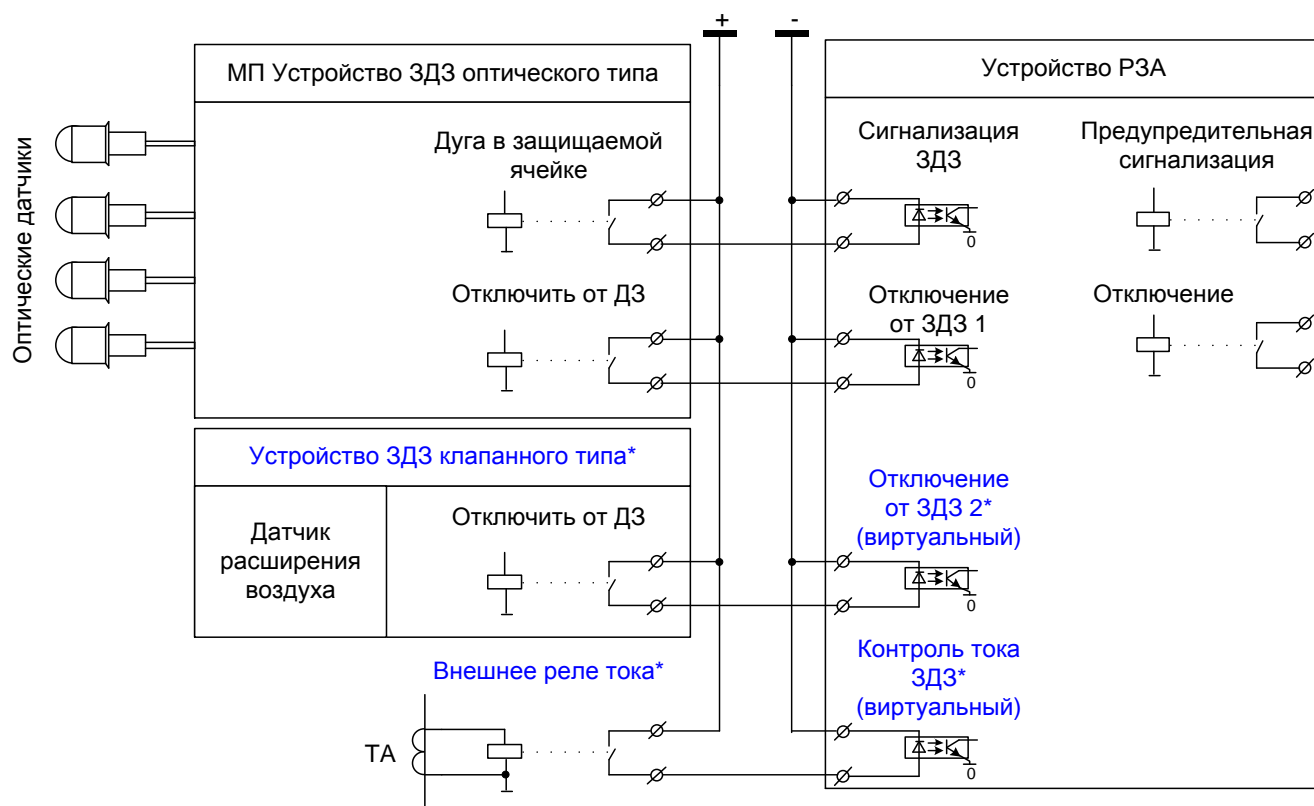 +
-
МП Устройство ЗДЗ оптического типа
Устройство РЗА
Оптические датчики
Дуга в защищаемой
ячейке
Сигнализация
ЗДЗ
Предупредительная
сигнализация
0
Отключить от ДЗ
Отключение
от ЗДЗ 1
Отключение
0
Устройство ЗДЗ клапанного типа*
Датчик
расширения
воздуха
Отключить от ДЗ
Отключение
от ЗДЗ 2*
(виртуальный)
0
Внешнее реле тока*
Контроль тока
ЗДЗ*
(виртуальный)
ТА
0